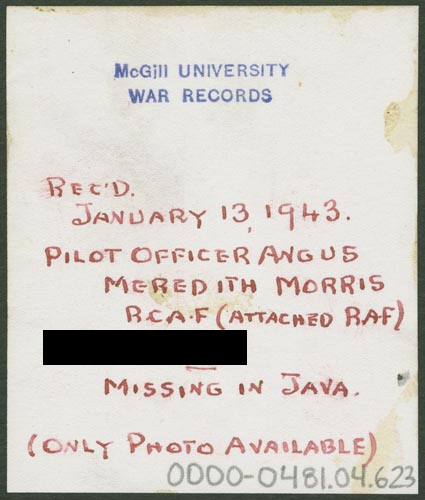 McGill UNIVERSITY
WAR RECORDS
REC'D.
JANUARY 13, 1943.
PILOT OFFICER ANGUS
MEREDITH MORRIS
R.C.A.F (ATTACHED RAF)
MISSING IN JAVA.
(ONLY PHOTO AVAILABLE)
0000-0481.04.623